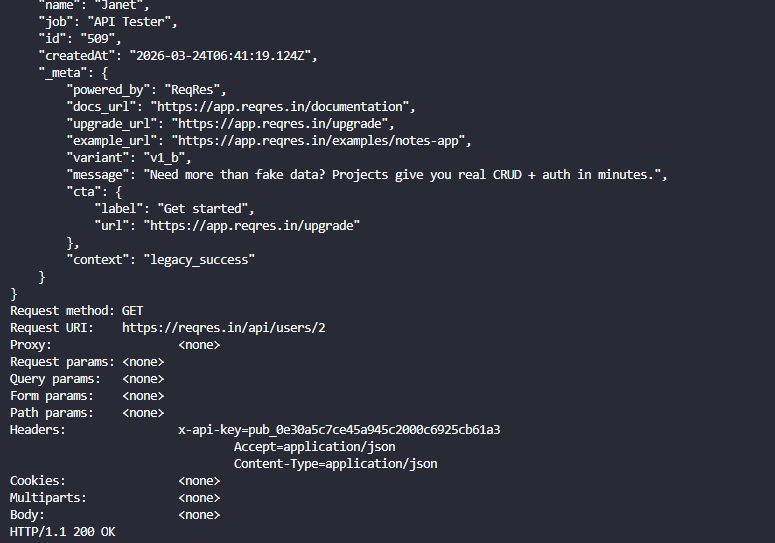 "name": "Janet",
"job": "API Tester",
"id": "509",
"createdAt": "2026-03-24T06:41:19.124Z",
"_meta": {
"powered_by": "ReqRes",
"docs_url": "https://app.reqres.in/documentation",
"upgrade_url": "https://app.reqres.in/upgrade",
"example_url": "https://app.reqres.in/examples/notes-app",
"variant": "v1_b",
"message": "Need more than fake data? Projects give you real CRUD + auth in minutes.",
"cta": {
"label": "Get started",
"url": "https://app.reqres.in/upgrade"
},
"context": "legacy_success"
}
}
Request method: GET
Request URI: https://reqres.in/api/users/2
Proxy: <none>
Request params: <none>
Query params: <none>
Form params: <none>
Path params: <none>
Headers: x-api-key=pub_0e30a5c7ce45a945c2000c6925cb61a3
Accept=application/json
Content-Type=application/json
Cookies: <none>
Multiparts: <none>
Body: <none>
HTTP/1.1 200 OK